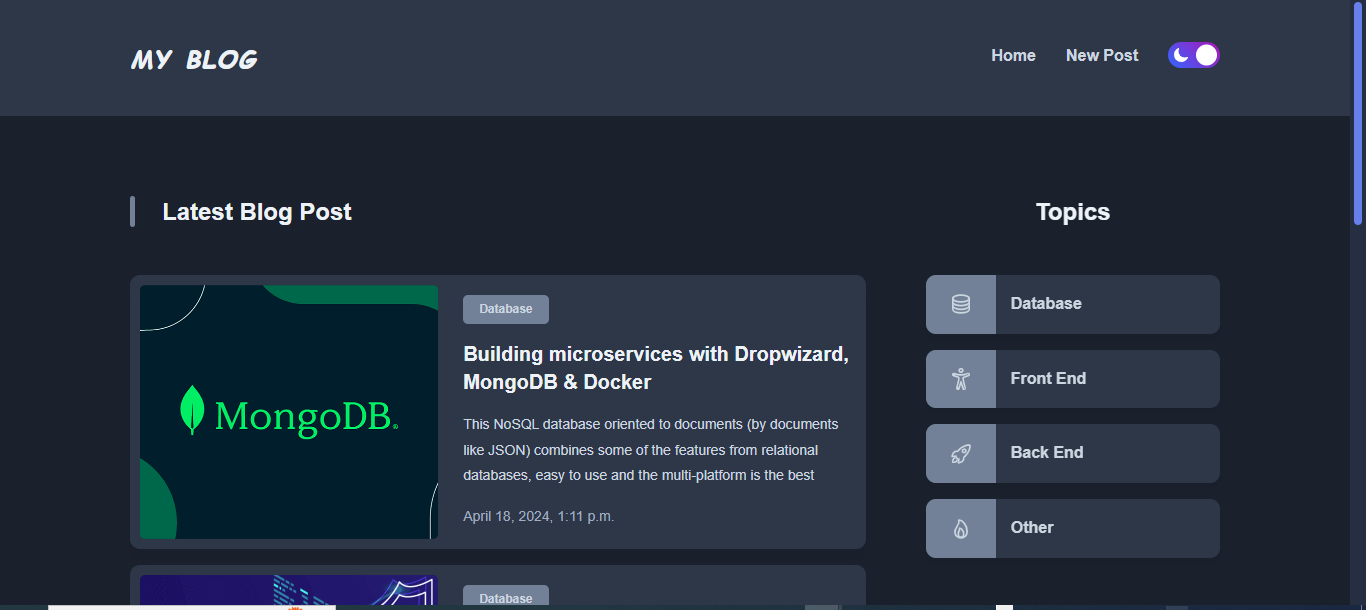 MY BLOG
Home
New Post
Latest Blog Post
Topics
MongoDB®
Database
Building microservices with Dropwizard,
MongoDB & Docker
This NoSQL database oriented to documents (by documents
like JSON) combines some of the features from relational
databases, easy to use and the multi-platform is the best
April 18, 2024, 1:11 p.m.
Database
Front End
Back End
Other
Database